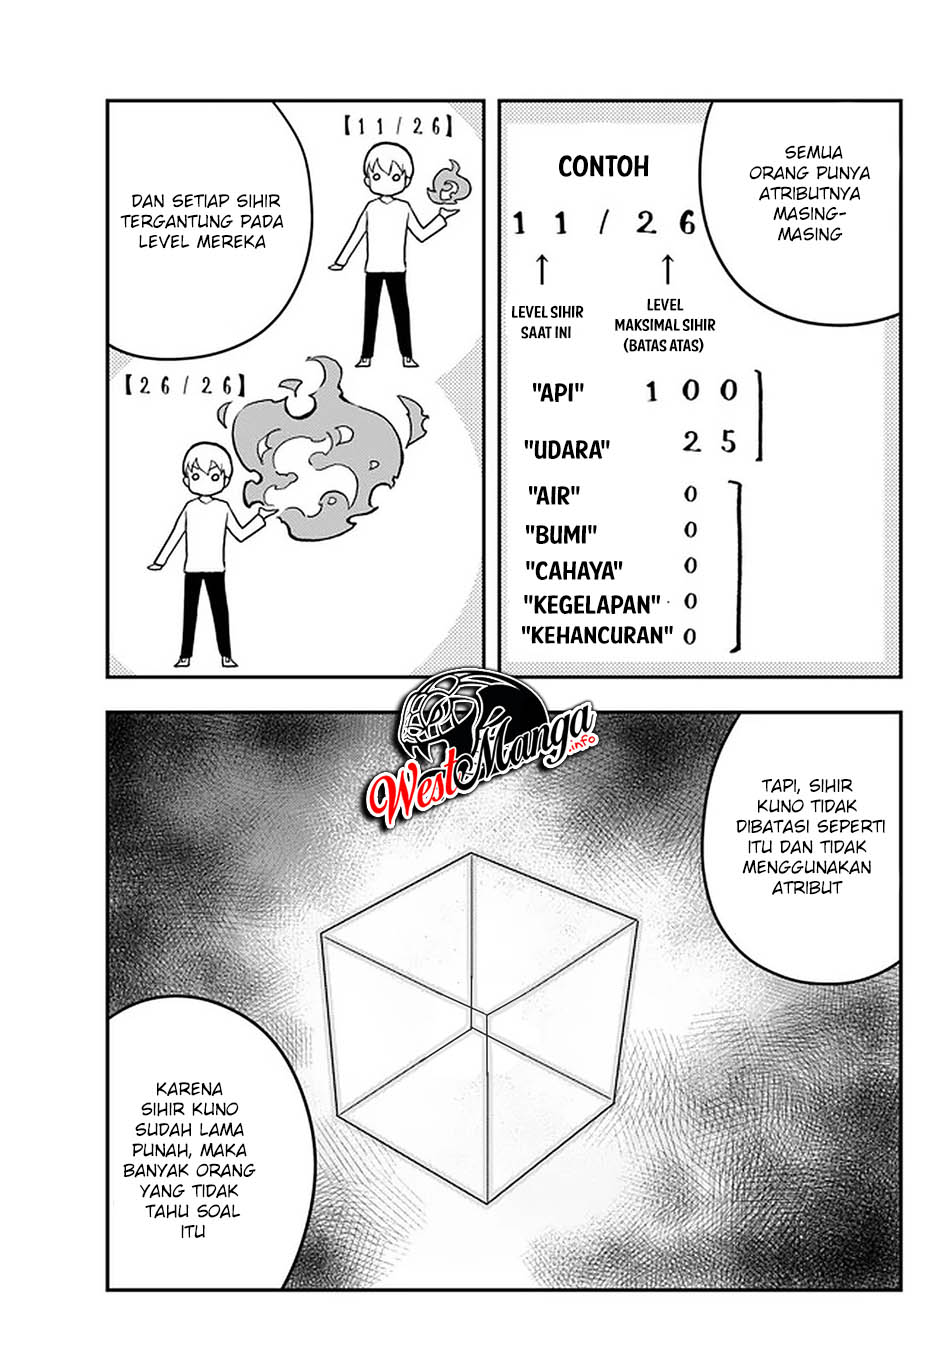 SEMUA
ORANG PUNYA
ATRIBUTNYA
MASING-
MASING
CONTOH
11/26
↑ ↑
LEVEL SIHIR
SAAT INI
LEVEL
MAKSIMAL SIHIR
(BATAS ATAS)
"API" 100
"UDARA" 25
"AIR" 0
"BUMI" 0
"CAHAYA" 0
"KEGELAPAN" 0
"KEHANCURAN" 0
【11/26】
DAN SETIAP SIHIR
TERGANTUNG PADA
LEVEL MEREKA
【26/26】
WestManga
.info
TAPI, SIHIR
KUNO TIDAK
DIBATASI SEPERTI
ITU DAN TIDAK
MENGGUNAKAN
ATRIBUT
KARENA
SIHIR KUNO
SUDAH LAMA
PUNAH, MAKA
BANYAK ORANG
YANG TIDAK
TAHU SOAL
ITU